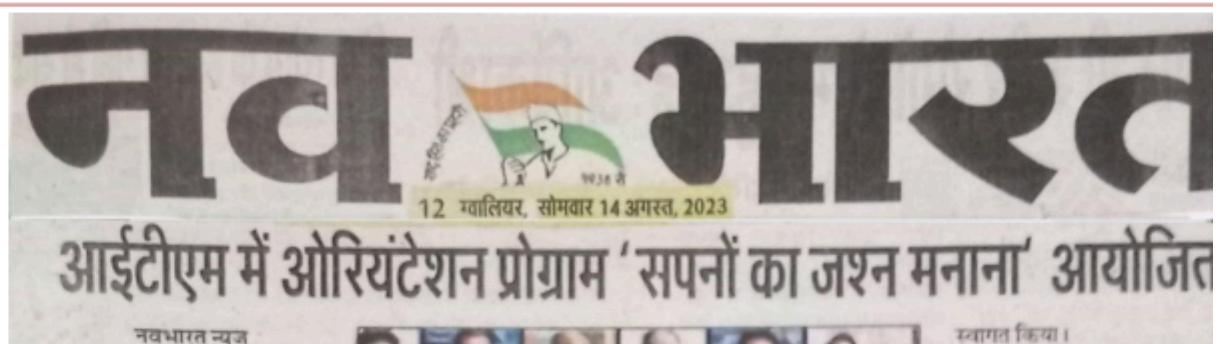 नव भारत
१९३८ से
12 ग्वालियर, सोमवार 14 अगस्त, 2023
आईटीएम में ओरियंटेशन प्रोग्राम ‘सपनों का जश्न मनाना’ आयोजित
नवभारत न्यूज
स्वागत किया।